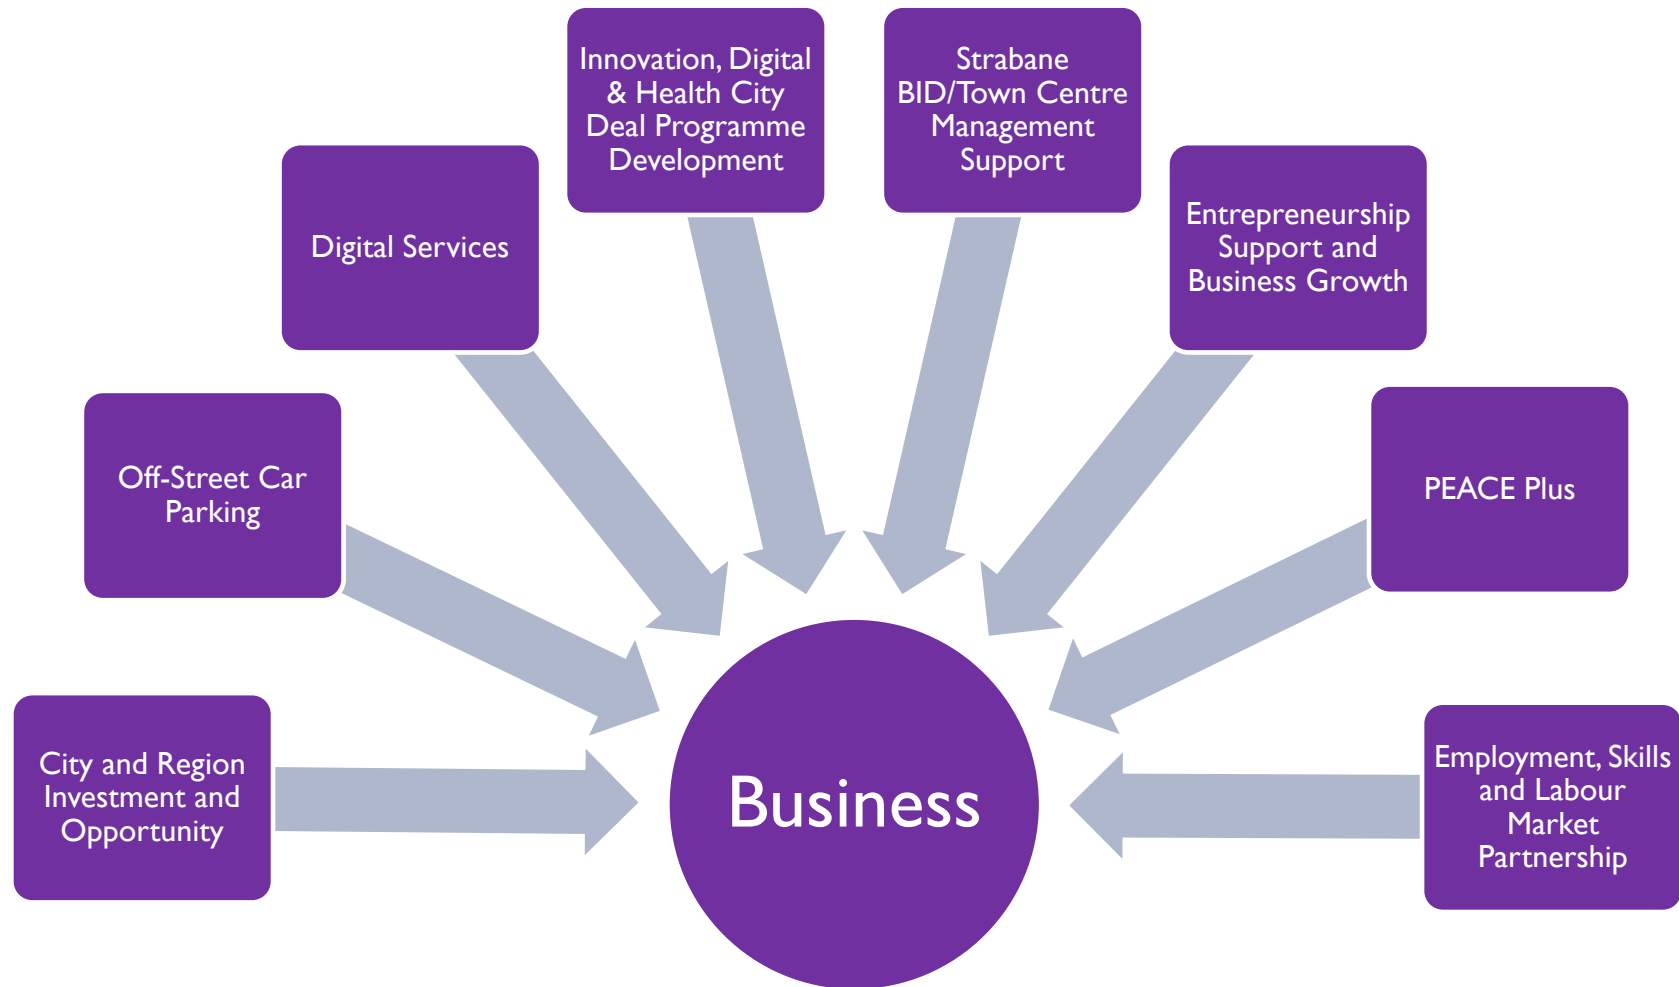 City and Region
Investment and
Opportunity
Off-Street Car
Parking
Digital Services
Innovation, Digital
& Health City
Deal Programme
Development
Strabane
BID/Town Centre
Management
Support
Entrepreneurship
Support and
Business Growth
PEACE Plus
Employment, Skills
and Labour
Market
Partnership
Business